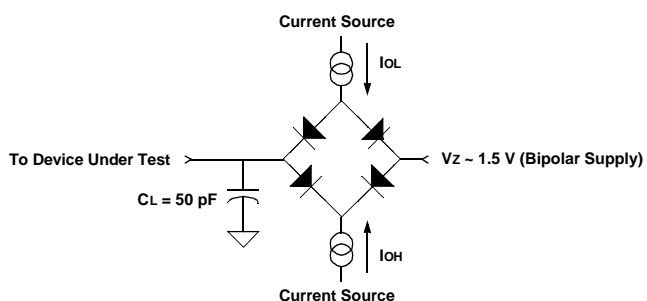 Current Source
IOL
To Device Under Test
VZ ~ 1.5 V (Bipolar Supply)
CL = 50 pF
IOH
Current Source